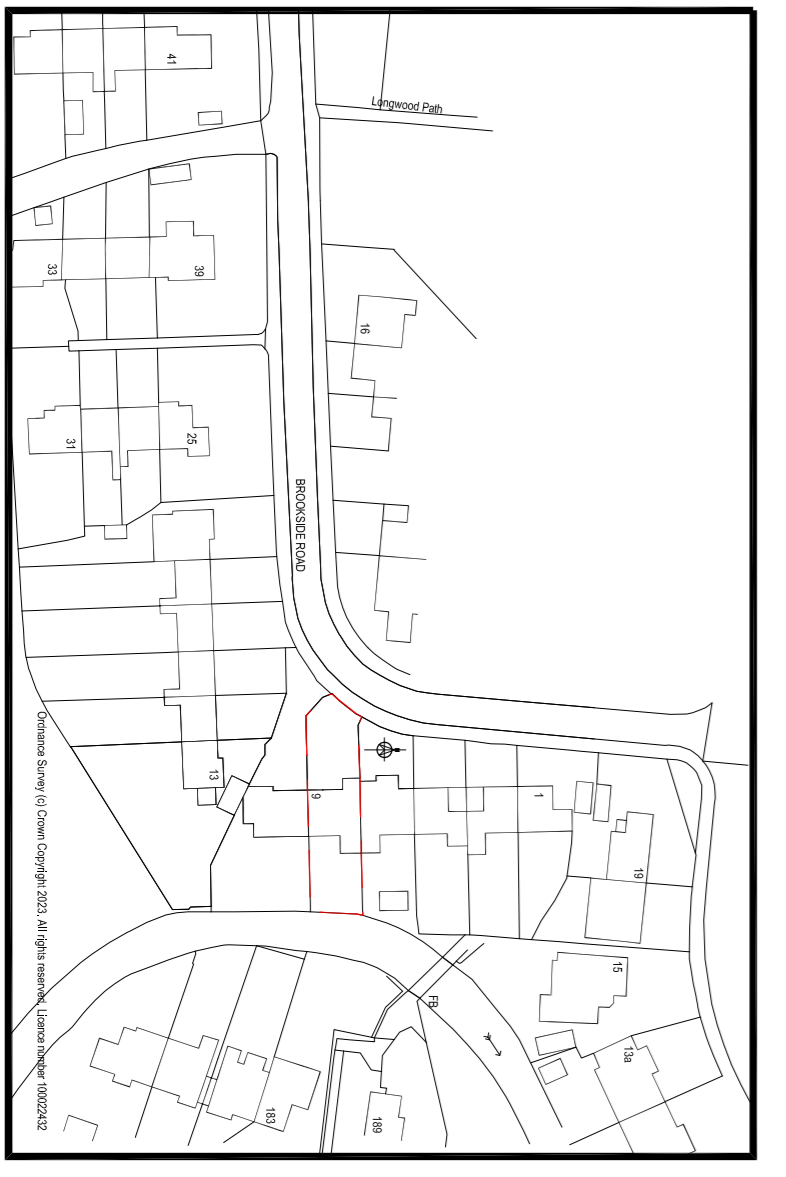 41
Longwood Path
33
39
16
31
25
BROOKSIDE ROAD
13
9
1
19
15
FB
13a
183
189
Ordnance Survey (c) Crown Copyright 2023. All rights reserved. Licence number 100022432